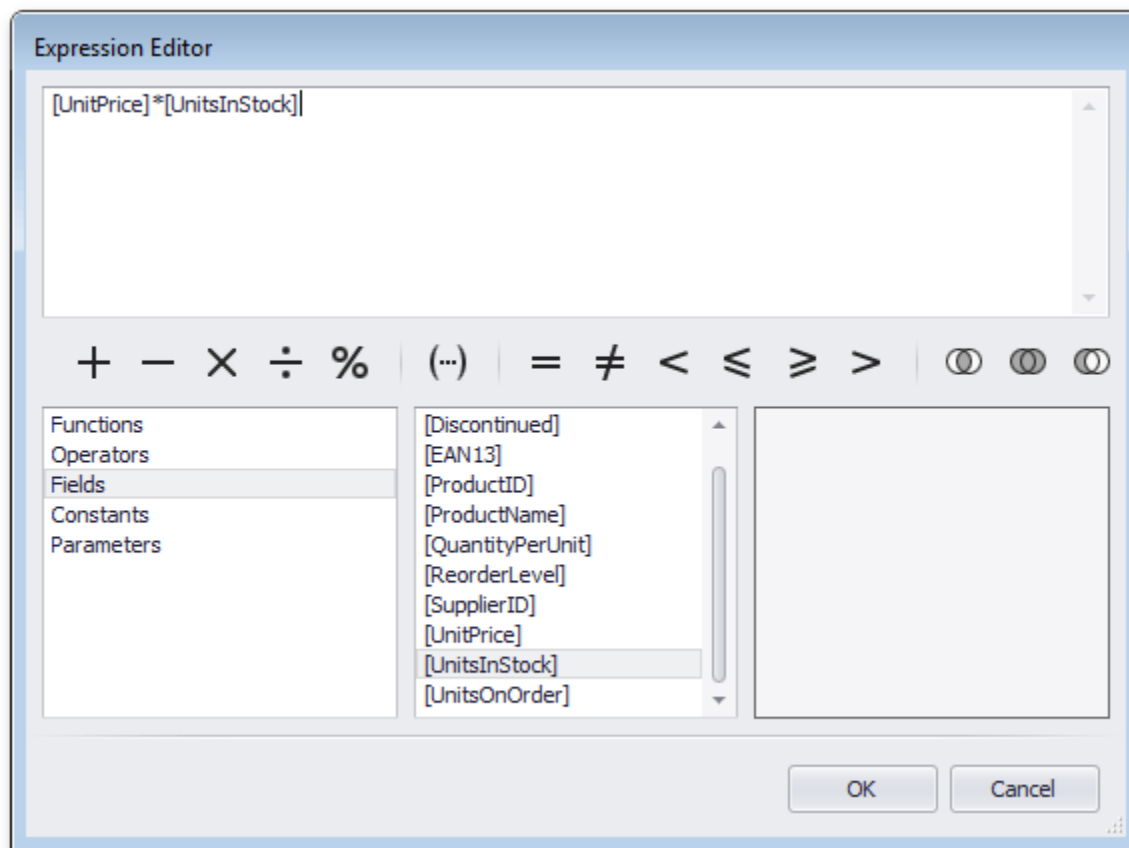 Expression Editor
[UnitPrice]*[UnitsInStock]
+ − × ÷ % (...) = ≠ < ⩽ ⩾ >
Functions
Operators
Fields
Constants
Parameters
[Discontinued]
[EAN13]
[ProductID]
[ProductName]
[QuantityPerUnit]
[ReorderLevel]
[SupplierID]
[UnitPrice]
[UnitsInStock]
[UnitsOnOrder]
OK Cancel